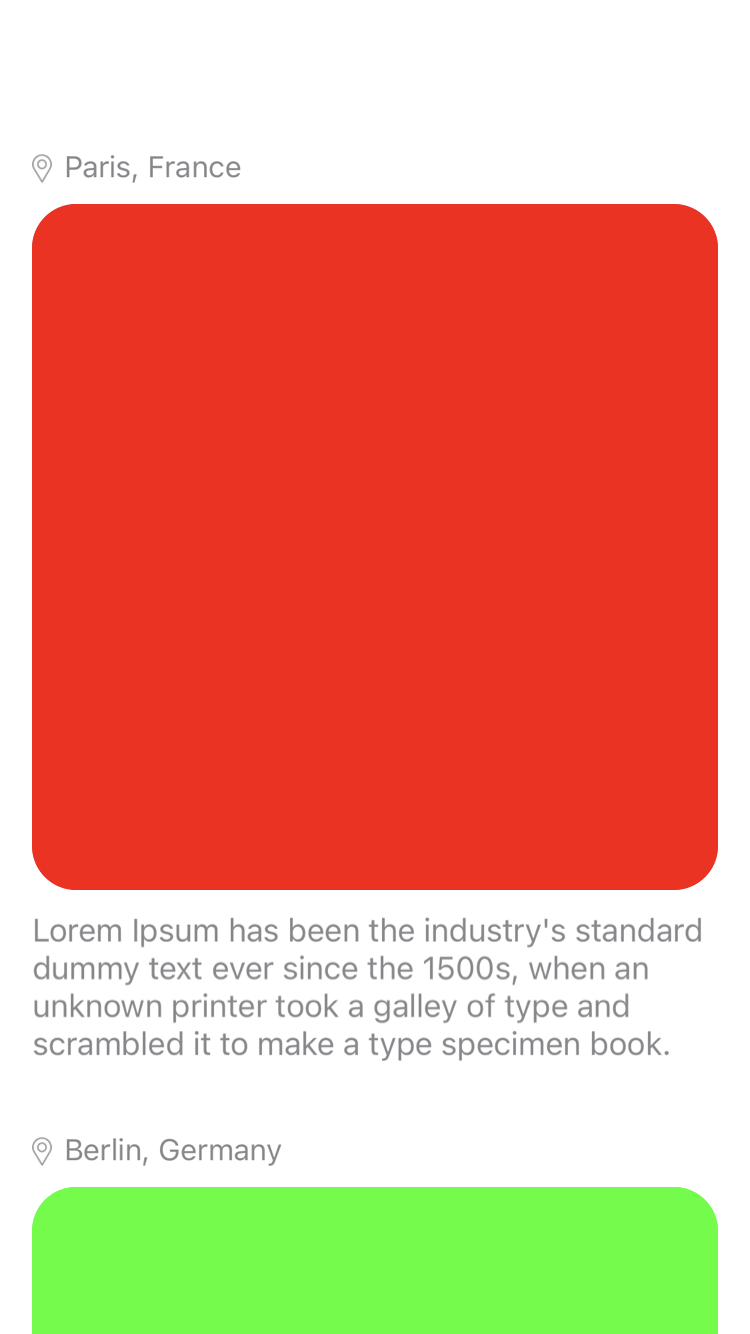 Paris, France
Lorem Ipsum has been the industry's standard
dummy text ever since the 1500s, when an
unknown printer took a galley of type and
scrambled it to make a type specimen book.
Berlin, Germany